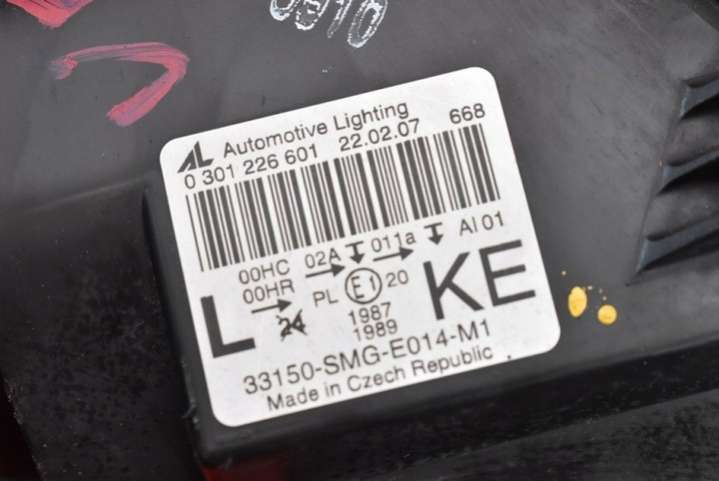 AL Automotive Lighting
0 301 226 601 22.02.07 668
00HC 02A 011a AI 01
00HR
L PL E1 20 KE
24
1987
1989
33150-SMG-E014-M1
Made in Czech Republic